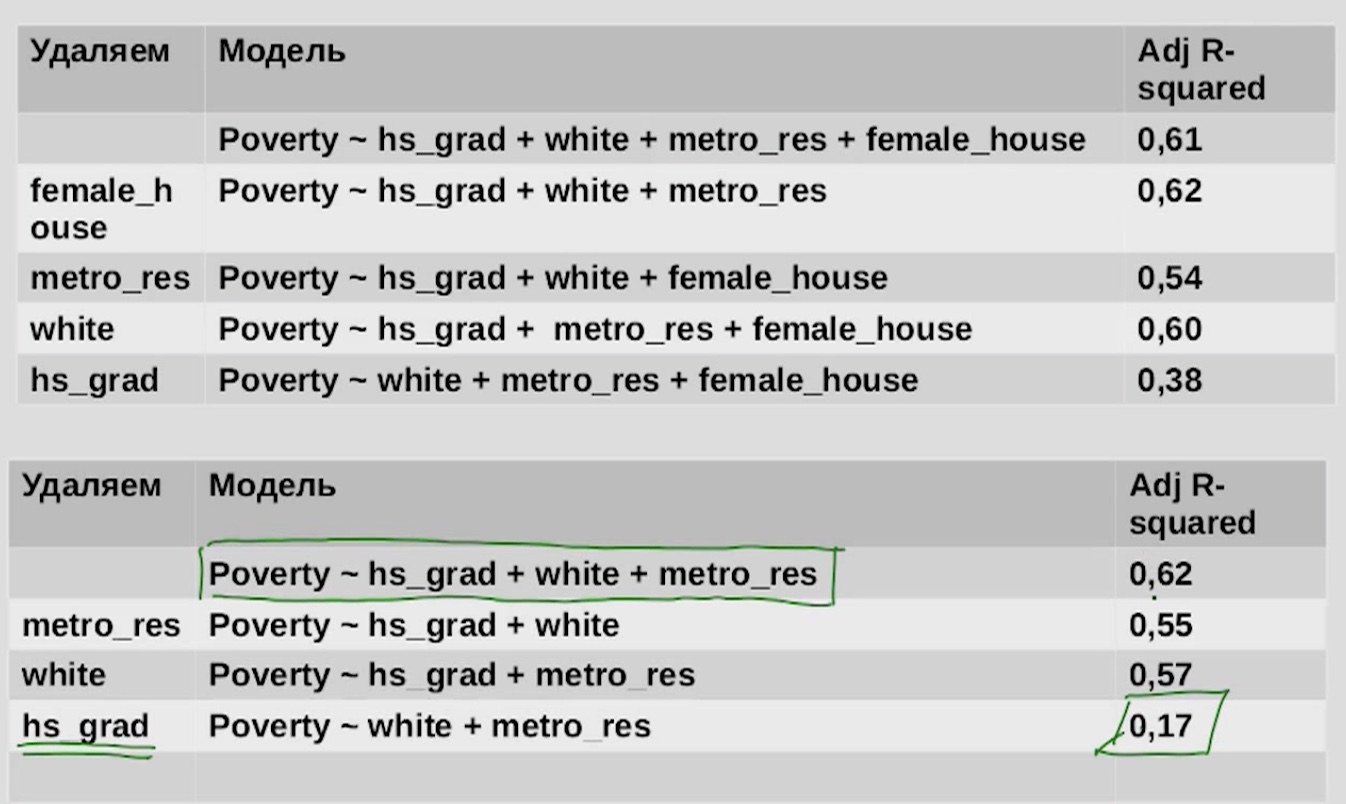 Удаляем Модель Adj R-
squared
Poverty ~ hs_grad + white + metro_res + female_house 0,61
female_h Poverty ~ hs_grad + white + metro_res 0,62
ouse
metro_res Poverty ~ hs_grad + white + female_house 0,54
white Poverty ~ hs_grad + metro_res + female_house 0,60
hs_grad Poverty ~ white + metro_res + female_house 0,38
Удаляем Модель Adj R-
squared
Poverty ~ hs_grad + white + metro_res 0,62
metro_res Poverty ~ hs_grad + white 0,55
white Poverty ~ hs_grad + metro_res 0,57
hs_grad Poverty ~ white + metro_res 0,17